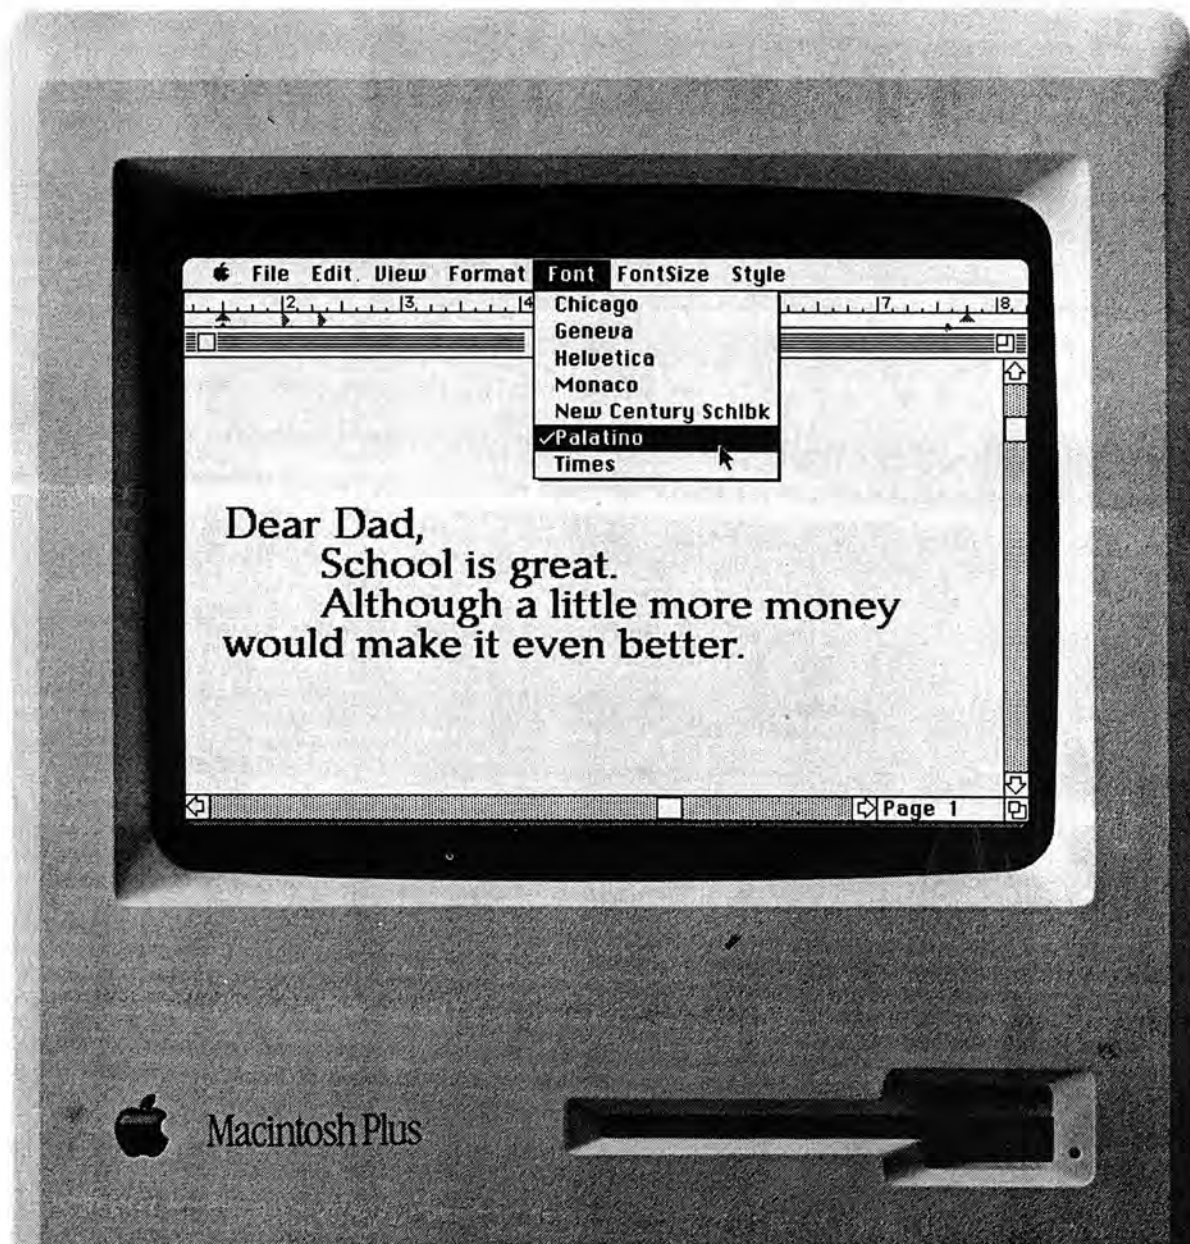 File Edit View Format Font FontSize Style
2 3 4 7 8
Chicago
Geneva
Helvetica
Monaco
New Century Schlbk
✓Palatino
Times
Dear Dad,
School is great.
Although a little more money
would make it even better.
Page 1
Macintosh Plus